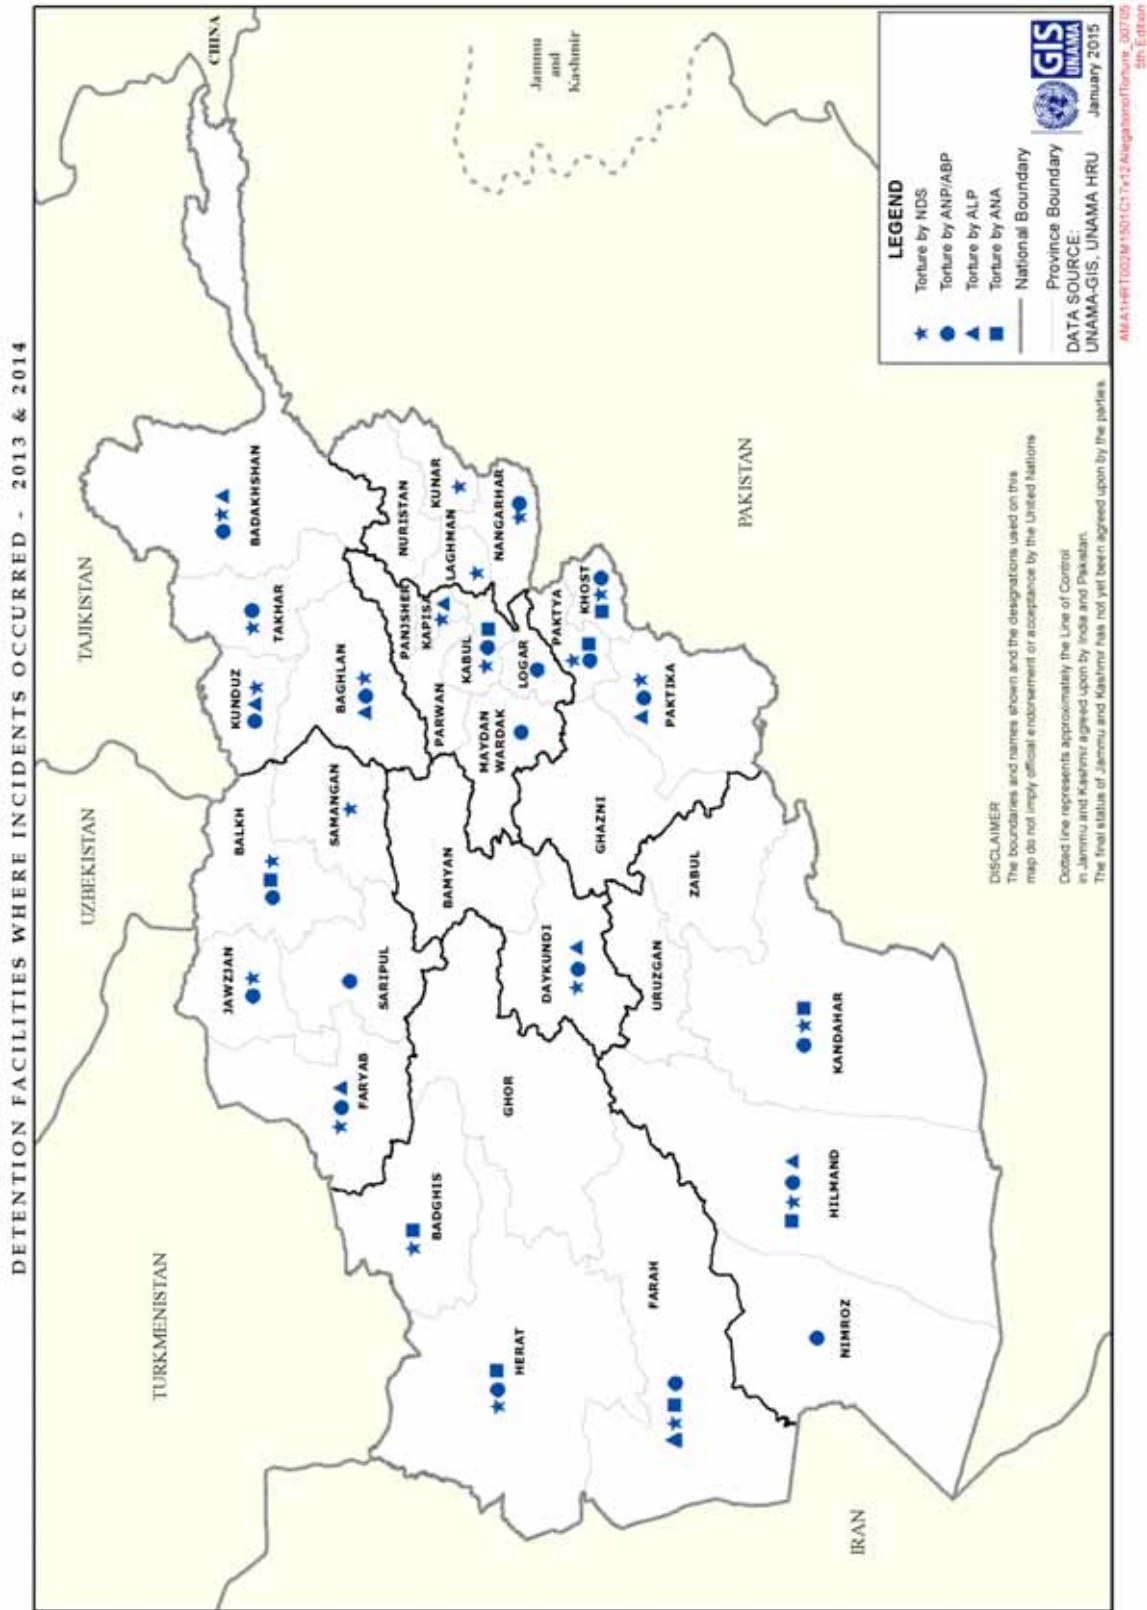 DETENTION FACILITIES WHERE INCIDENTS OCCURRED - 2013 & 2014
UZBEKISTAN
TAJIKISTAN
CHINA
TURKMENISTAN
Jammu
and
Kashmir
JAWZJAN
BALKH
KUNDUZ
TAKHAR
BADAKHSHAN
FARYAB
SARIPUL
SAMANGAN
BAGHLAN
BADGHIS
BAMYAN
PARWAN
PANJSHER
KAPISA
NURISTAN
LAGHMAN
KUNAR
HERAT
GHOR
DAYKUNDI
MAYDAN
WARDAK
KABUL
LOGAR
NANGARHAR
PAKTYA
KHOST
GHAZNI
PAKTIKA
FARAH
URUZGAN
ZABUL
PAKISTAN
NIMROZ
HILMAND
KANDAHAR
IRAN
DISCLAIMER
The boundaries and names shown and the designations used on this
map do not imply official endorsement or acceptance by the United Nations
Dotted line represents approximately the Line of Control
in Jammu and Kashmir agreed upon by India and Pakistan.
The final status of Jammu and Kashmir has not yet been agreed upon by the parties.
LEGEND
Torture by NDS
Torture by ANP/ABP
Torture by ALP
Torture by ANA
National Boundary
Province Boundary
DATA SOURCE:
UNAMA-GIS, UNAMA HRU
GIS
UNAMA
January 2015
5th Edition